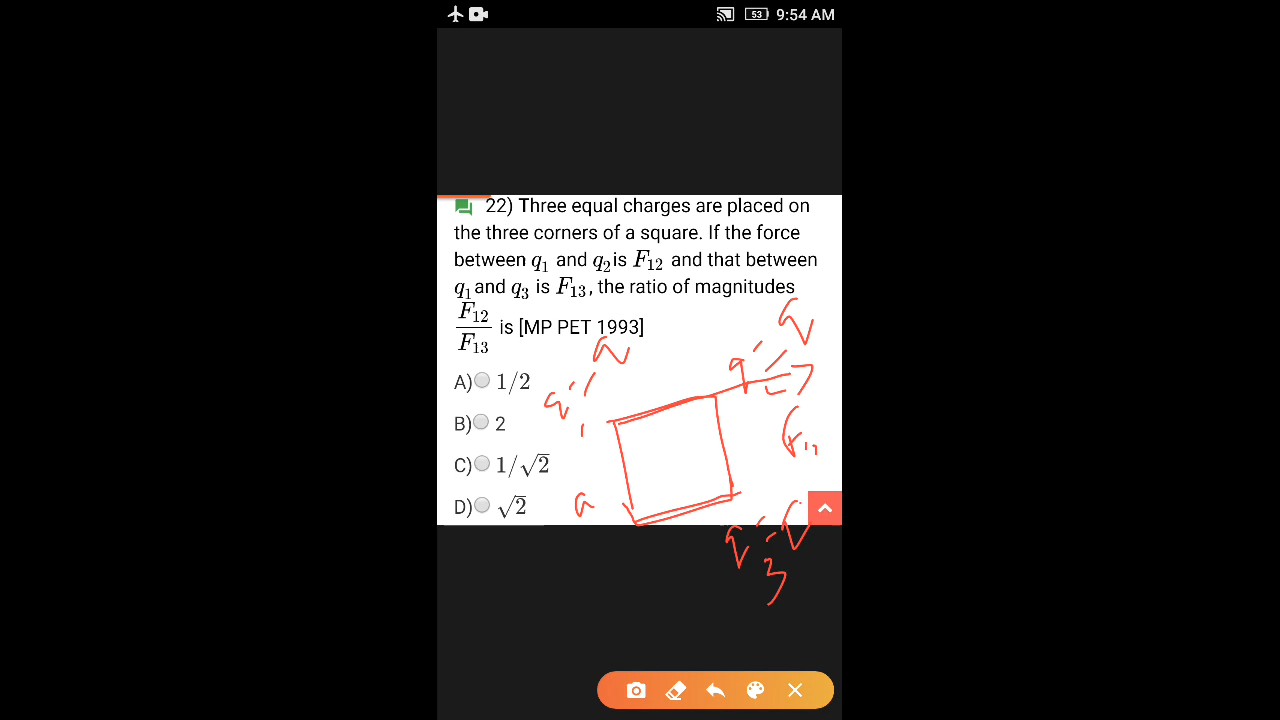 53 9:54 AM
22) Three equal charges are placed on
the three corners of a square. If the force
between q₁ and q₂ is F₁₂ and that between
q₁ and q₃ is F₁₃, the ratio of magnitudes
F₁₂/F₁₃ is [MP PET 1993]
A) 1/2
B) 2
C) 1/√2
D) √2